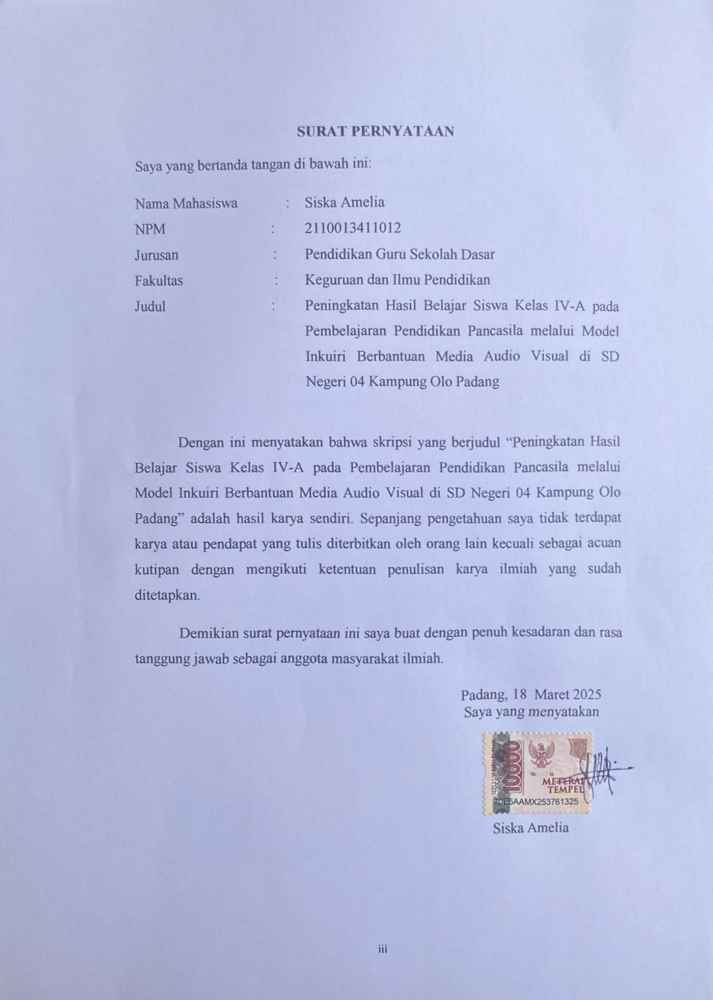 SURAT PERNYATAAN
Saya yang bertanda tangan di bawah ini:
Nama Mahasiswa : Siska Amelia
NPM : 2110013411012
Jurusan : Pendidikan Guru Sekolah Dasar
Fakultas : Keguruan dan Ilmu Pendidikan
Judul : Peningkatan Hasil Belajar Siswa Kelas IV-A pada
Pembelajaran Pendidikan Pancasila melalui Model
Inkuiri Berbantuan Media Audio Visual di SD
Negeri 04 Kampung Olo Padang
Dengan ini menyatakan bahwa skripsi yang berjudul “Peningkatan Hasil
Belajar Siswa Kelas IV-A pada Pembelajaran Pendidikan Pancasila melalui
Model Inkuiri Berbantuan Media Audio Visual di SD Negeri 04 Kampung Olo
Padang” adalah hasil karya sendiri. Sepanjang pengetahuan saya tidak terdapat
karya atau pendapat yang tulis diterbitkan oleh orang lain kecuali sebagai acuan
kutipan dengan mengikuti ketentuan penulisan karya ilmiah yang sudah
ditetapkan.
Demikian surat pernyataan ini saya buat dengan penuh kesadaran dan rasa
tanggung jawab sebagai anggota masyarakat ilmiah.
Padang, 18 Maret 2025
Saya yang menyatakan
10000
TGL. 20
METERAI
TEMPEL
70E5AAMX253761325
Siska Amelia
iii